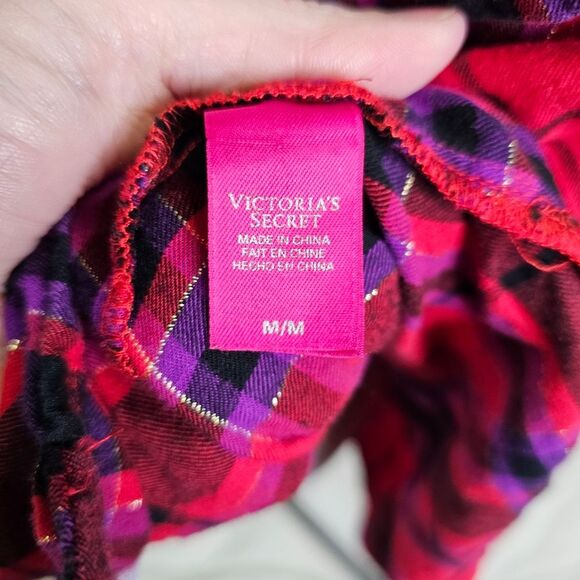 VICTORIA'S
SECRET
MADE IN CHINA
FAIT EN CHINE
HECHO EN CHINA
M/M